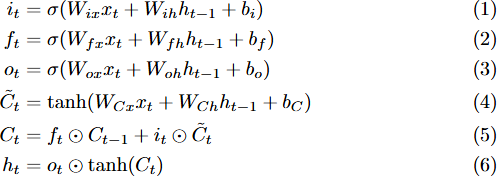 i_t = σ(W_{ix}x_t + W_{ih}h_{t−1} + b_i) (1)
f_t = σ(W_{fx}x_t + W_{fh}h_{t−1} + b_f) (2)
o_t = σ(W_{ox}x_t + W_{oh}h_{t−1} + b_o) (3)
C̃_t = tanh(W_{Cx}x_t + W_{Ch}h_{t−1} + b_C) (4)
C_t = f_t ⊙ C_{t−1} + i_t ⊙ C̃_t (5)
h_t = o_t ⊙ tanh(C_t) (6)